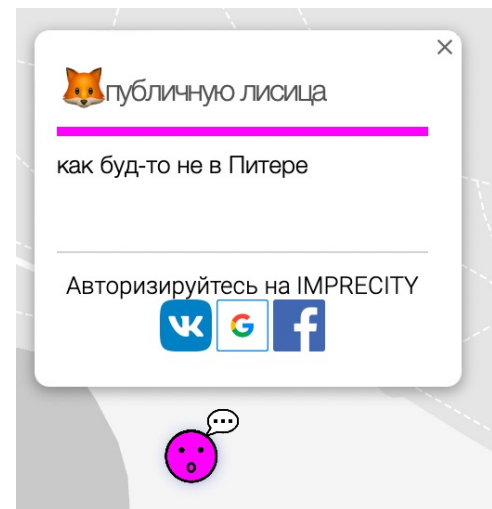 публичную лисица
как буд-то не в Питере
Авторизируйтесь на IMPRECITY